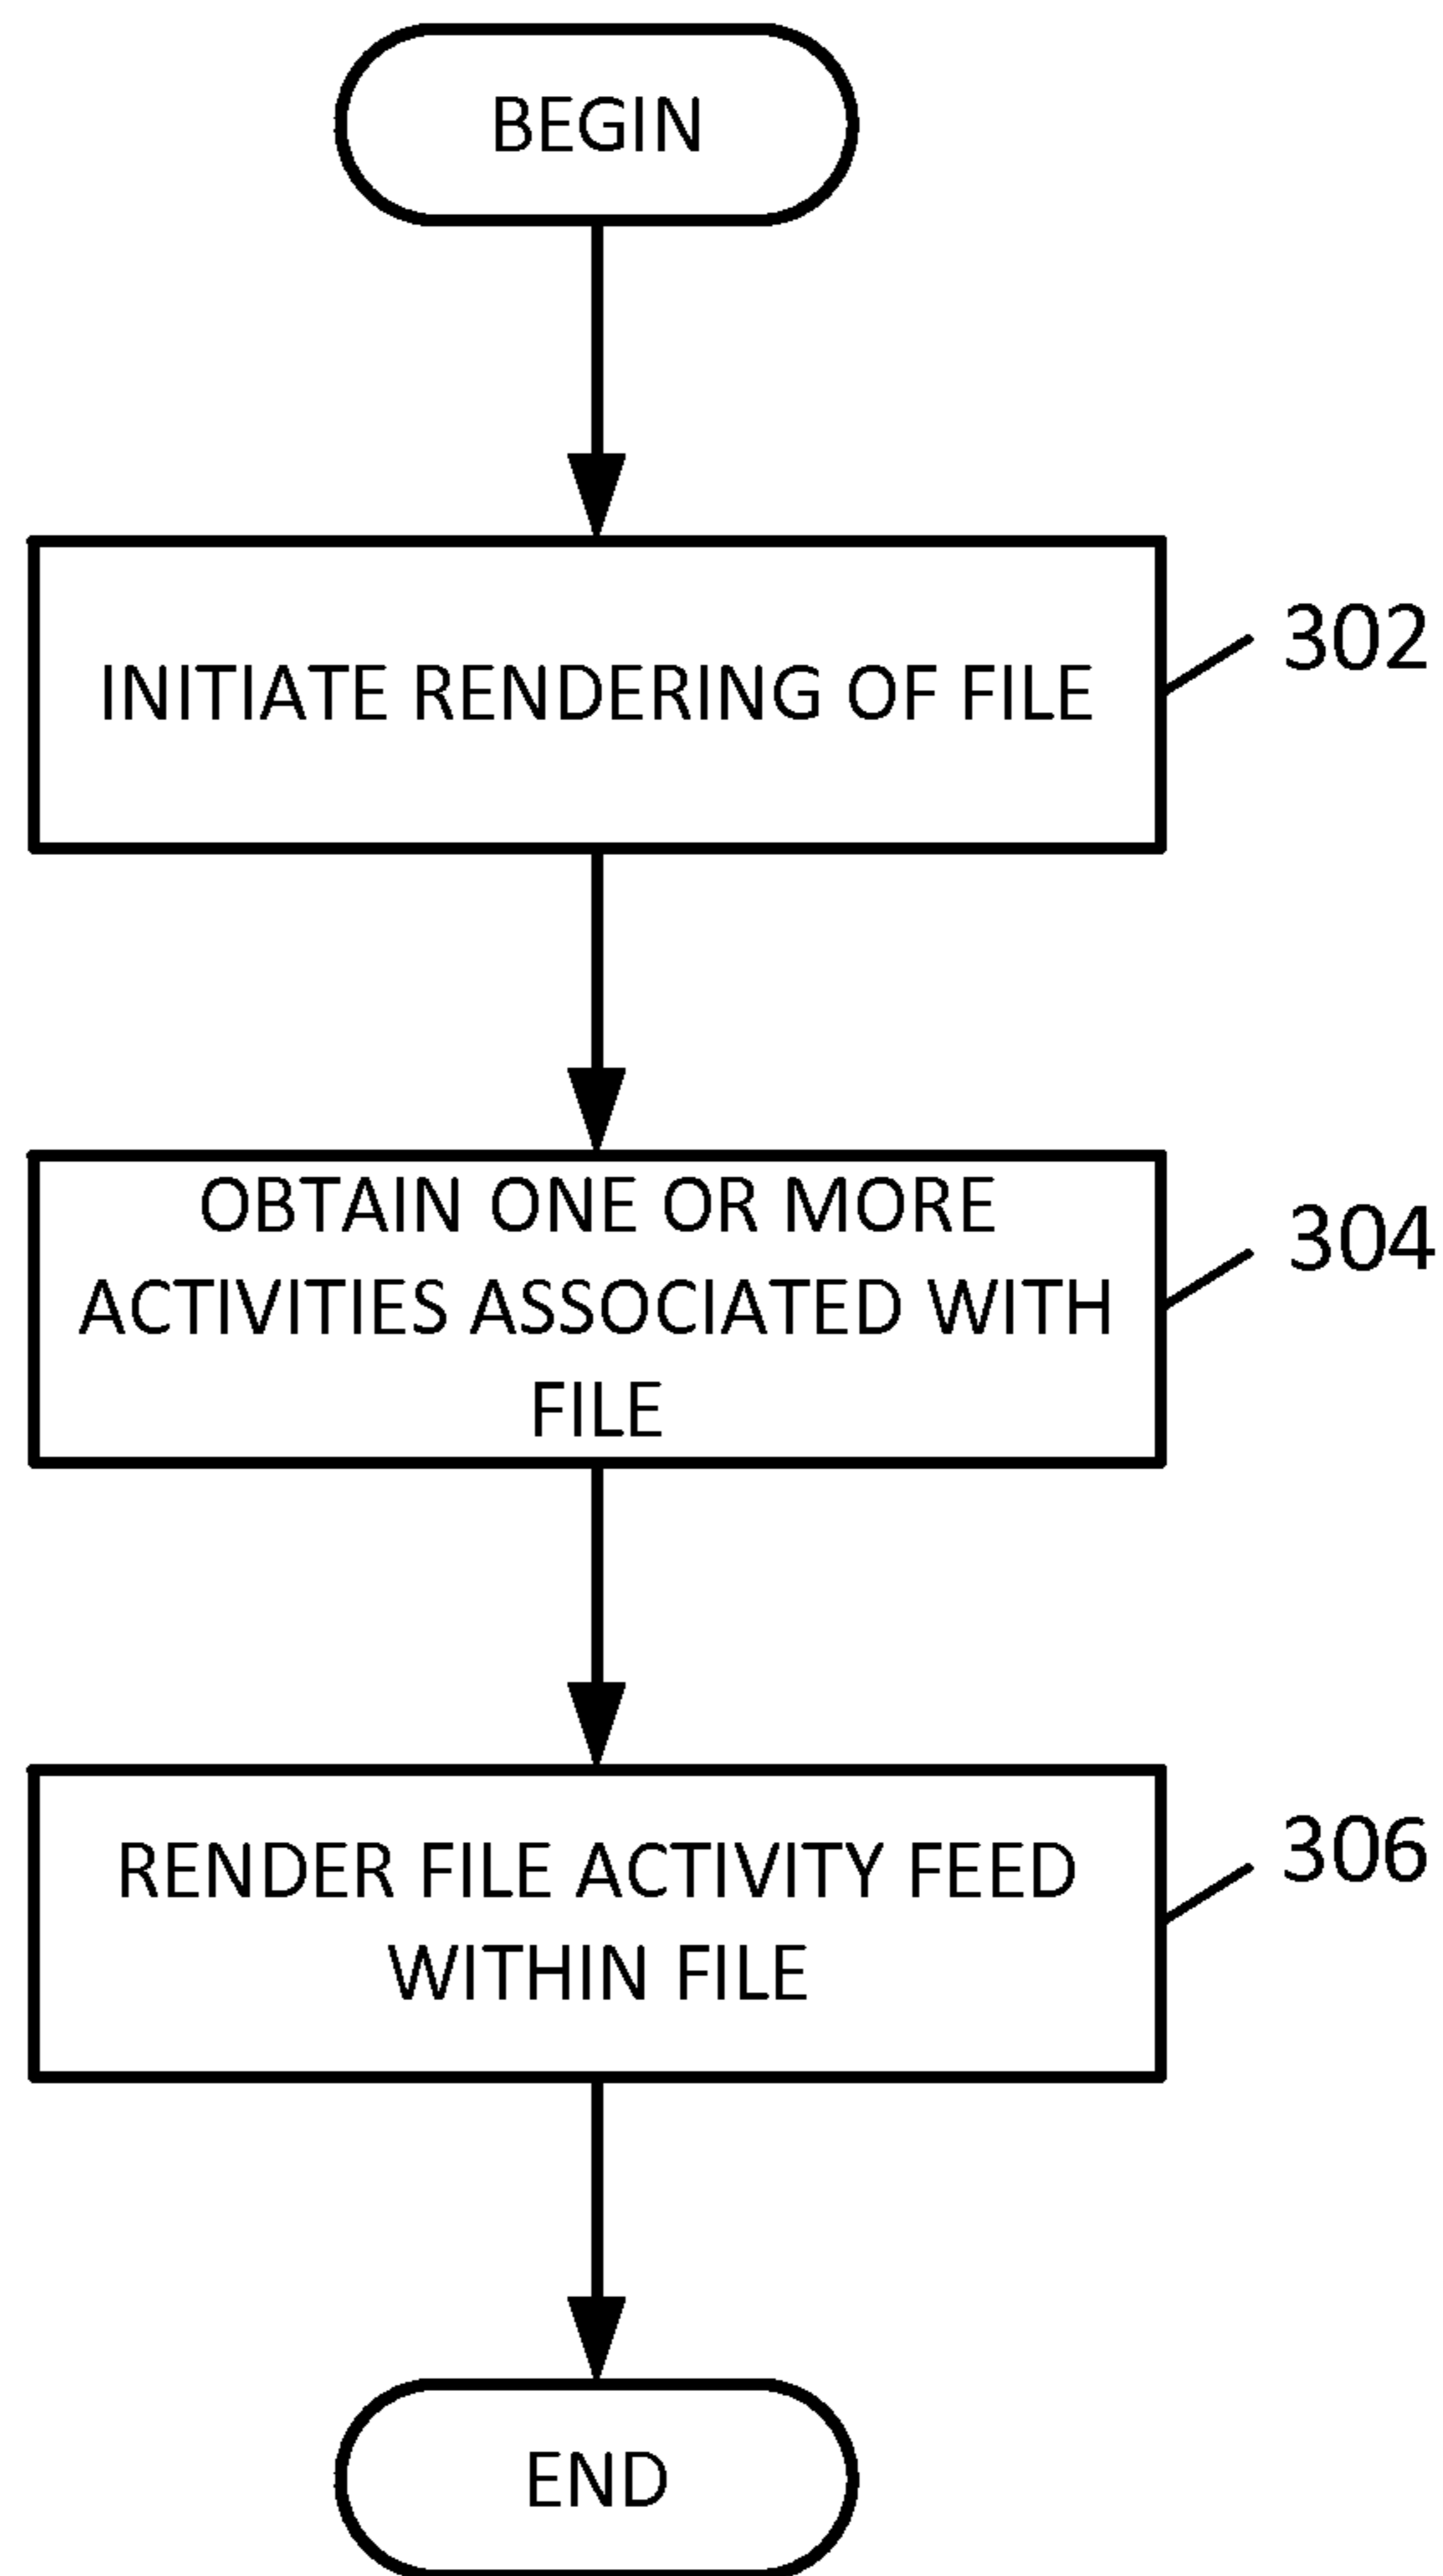 BEGIN
INITIATE RENDERING OF FILE
302
OBTAIN ONE OR MORE
ACTIVITIES ASSOCIATED WITH
FILE
304
RENDER FILE ACTIVITY FEED
WITHIN FILE
306
END